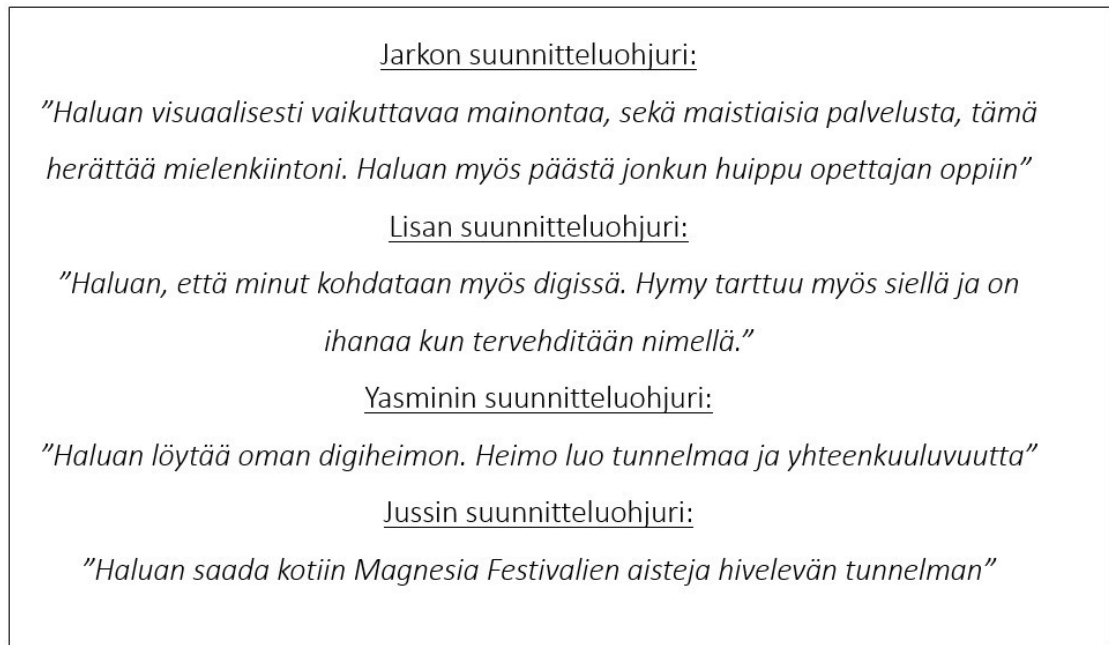 Jarkon suunnitteluohjuri:
”Haluan visuaalisesti vaikuttavaa mainontaa, sekä maistiaisia palvelusta, tämä
herättää mielenkiintoni. Haluan myös päästä jonkun huippu opettajan oppiin”
Lisan suunnitteluohjuri:
”Haluan, että minut kohdataan myös digissä. Hymy tarttuu myös siellä ja on
ihanaa kun tervehditään nimellä.”
Yasminin suunnitteluohjuri:
”Haluan löytää oman digiheimon. Heimo luo tunnelmaa ja yhteenkuuluvuutta”
Jussin suunnitteluohjuri:
”Haluan saada kotiin Magnesia Festivalien aisteja hivelevän tunnelman”